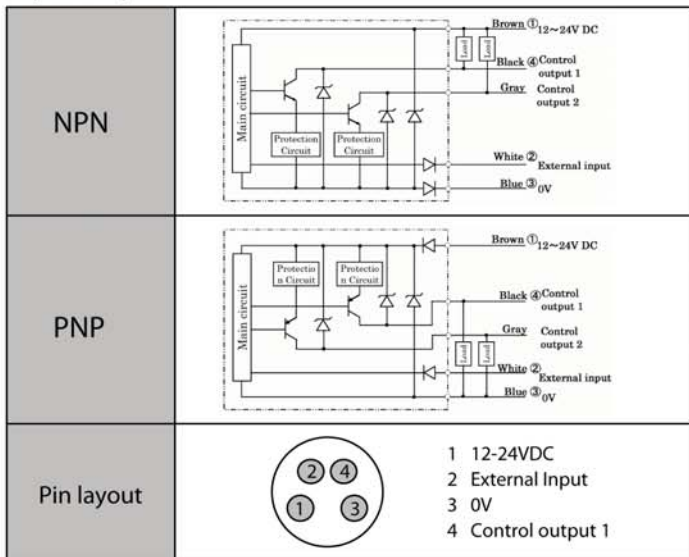 NPN
Main circuit
Protection
Circuit
Protection
Circuit
Load
Load
Brown ① 12~24V DC
Black ④ Control
output 1
Gray Control
output 2
White ② External input
Blue ③ 0V
PNP
Main circuit
Protectio
n Circuit
Protectio
n Circuit
Load
Load
Brown ① 12~24V DC
Black ④ Control
output 1
Gray Control
output 2
White ② External input
Blue ③ 0V
Pin layout
2 4
1 3
1 12-24VDC
2 External Input
3 0V
4 Control output 1